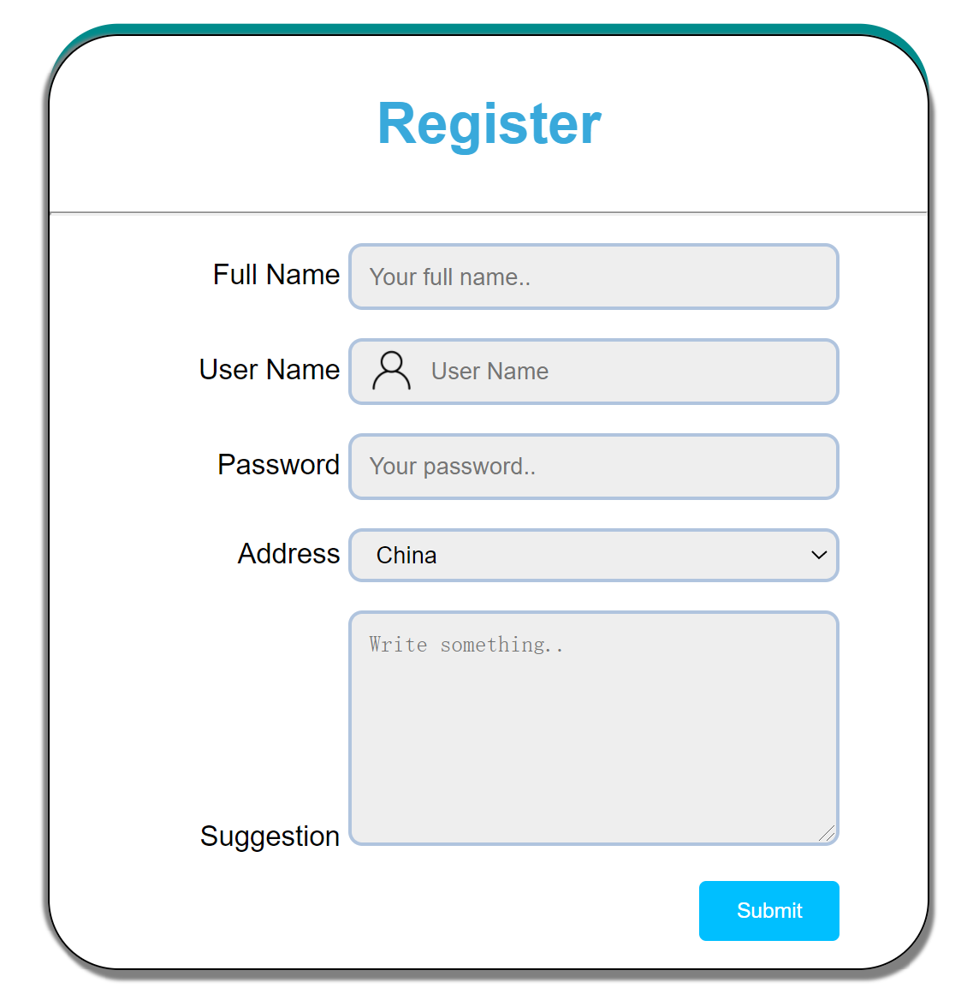 Register
Full Name Your full name..
User Name User Name
Password Your password..
Address China
Write something..
Suggestion
Submit